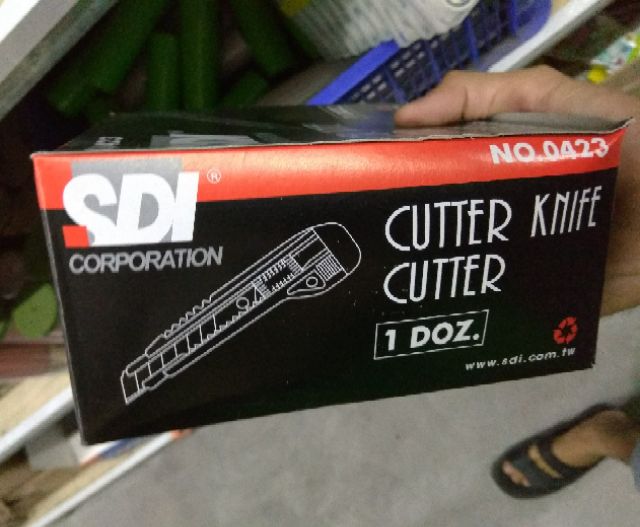 NO.0423
SDI®
CORPORATION
CUTTER KNIFE
CUTTER
1 DOZ.
www.sdi.com.tw